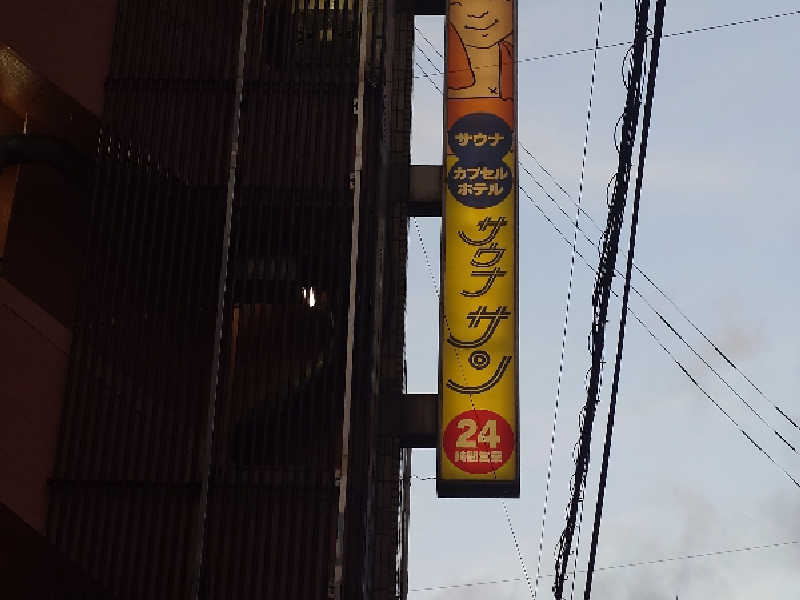 サウナ
カプセル
ホテル
サウナ サン
24
時間営業